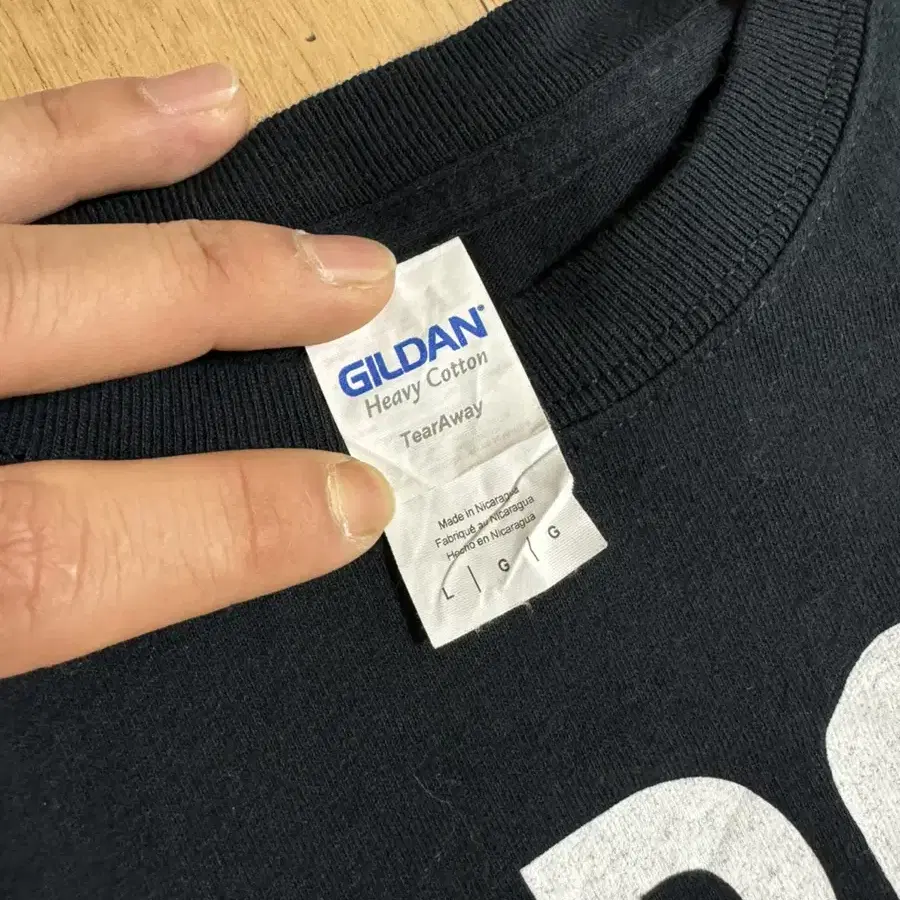 GILDAN®
Heavy Cotton
TearAway
Made in Nicaragua
Fabriqué au Nicaragua
Hecho en Nicaragua
L | G | G